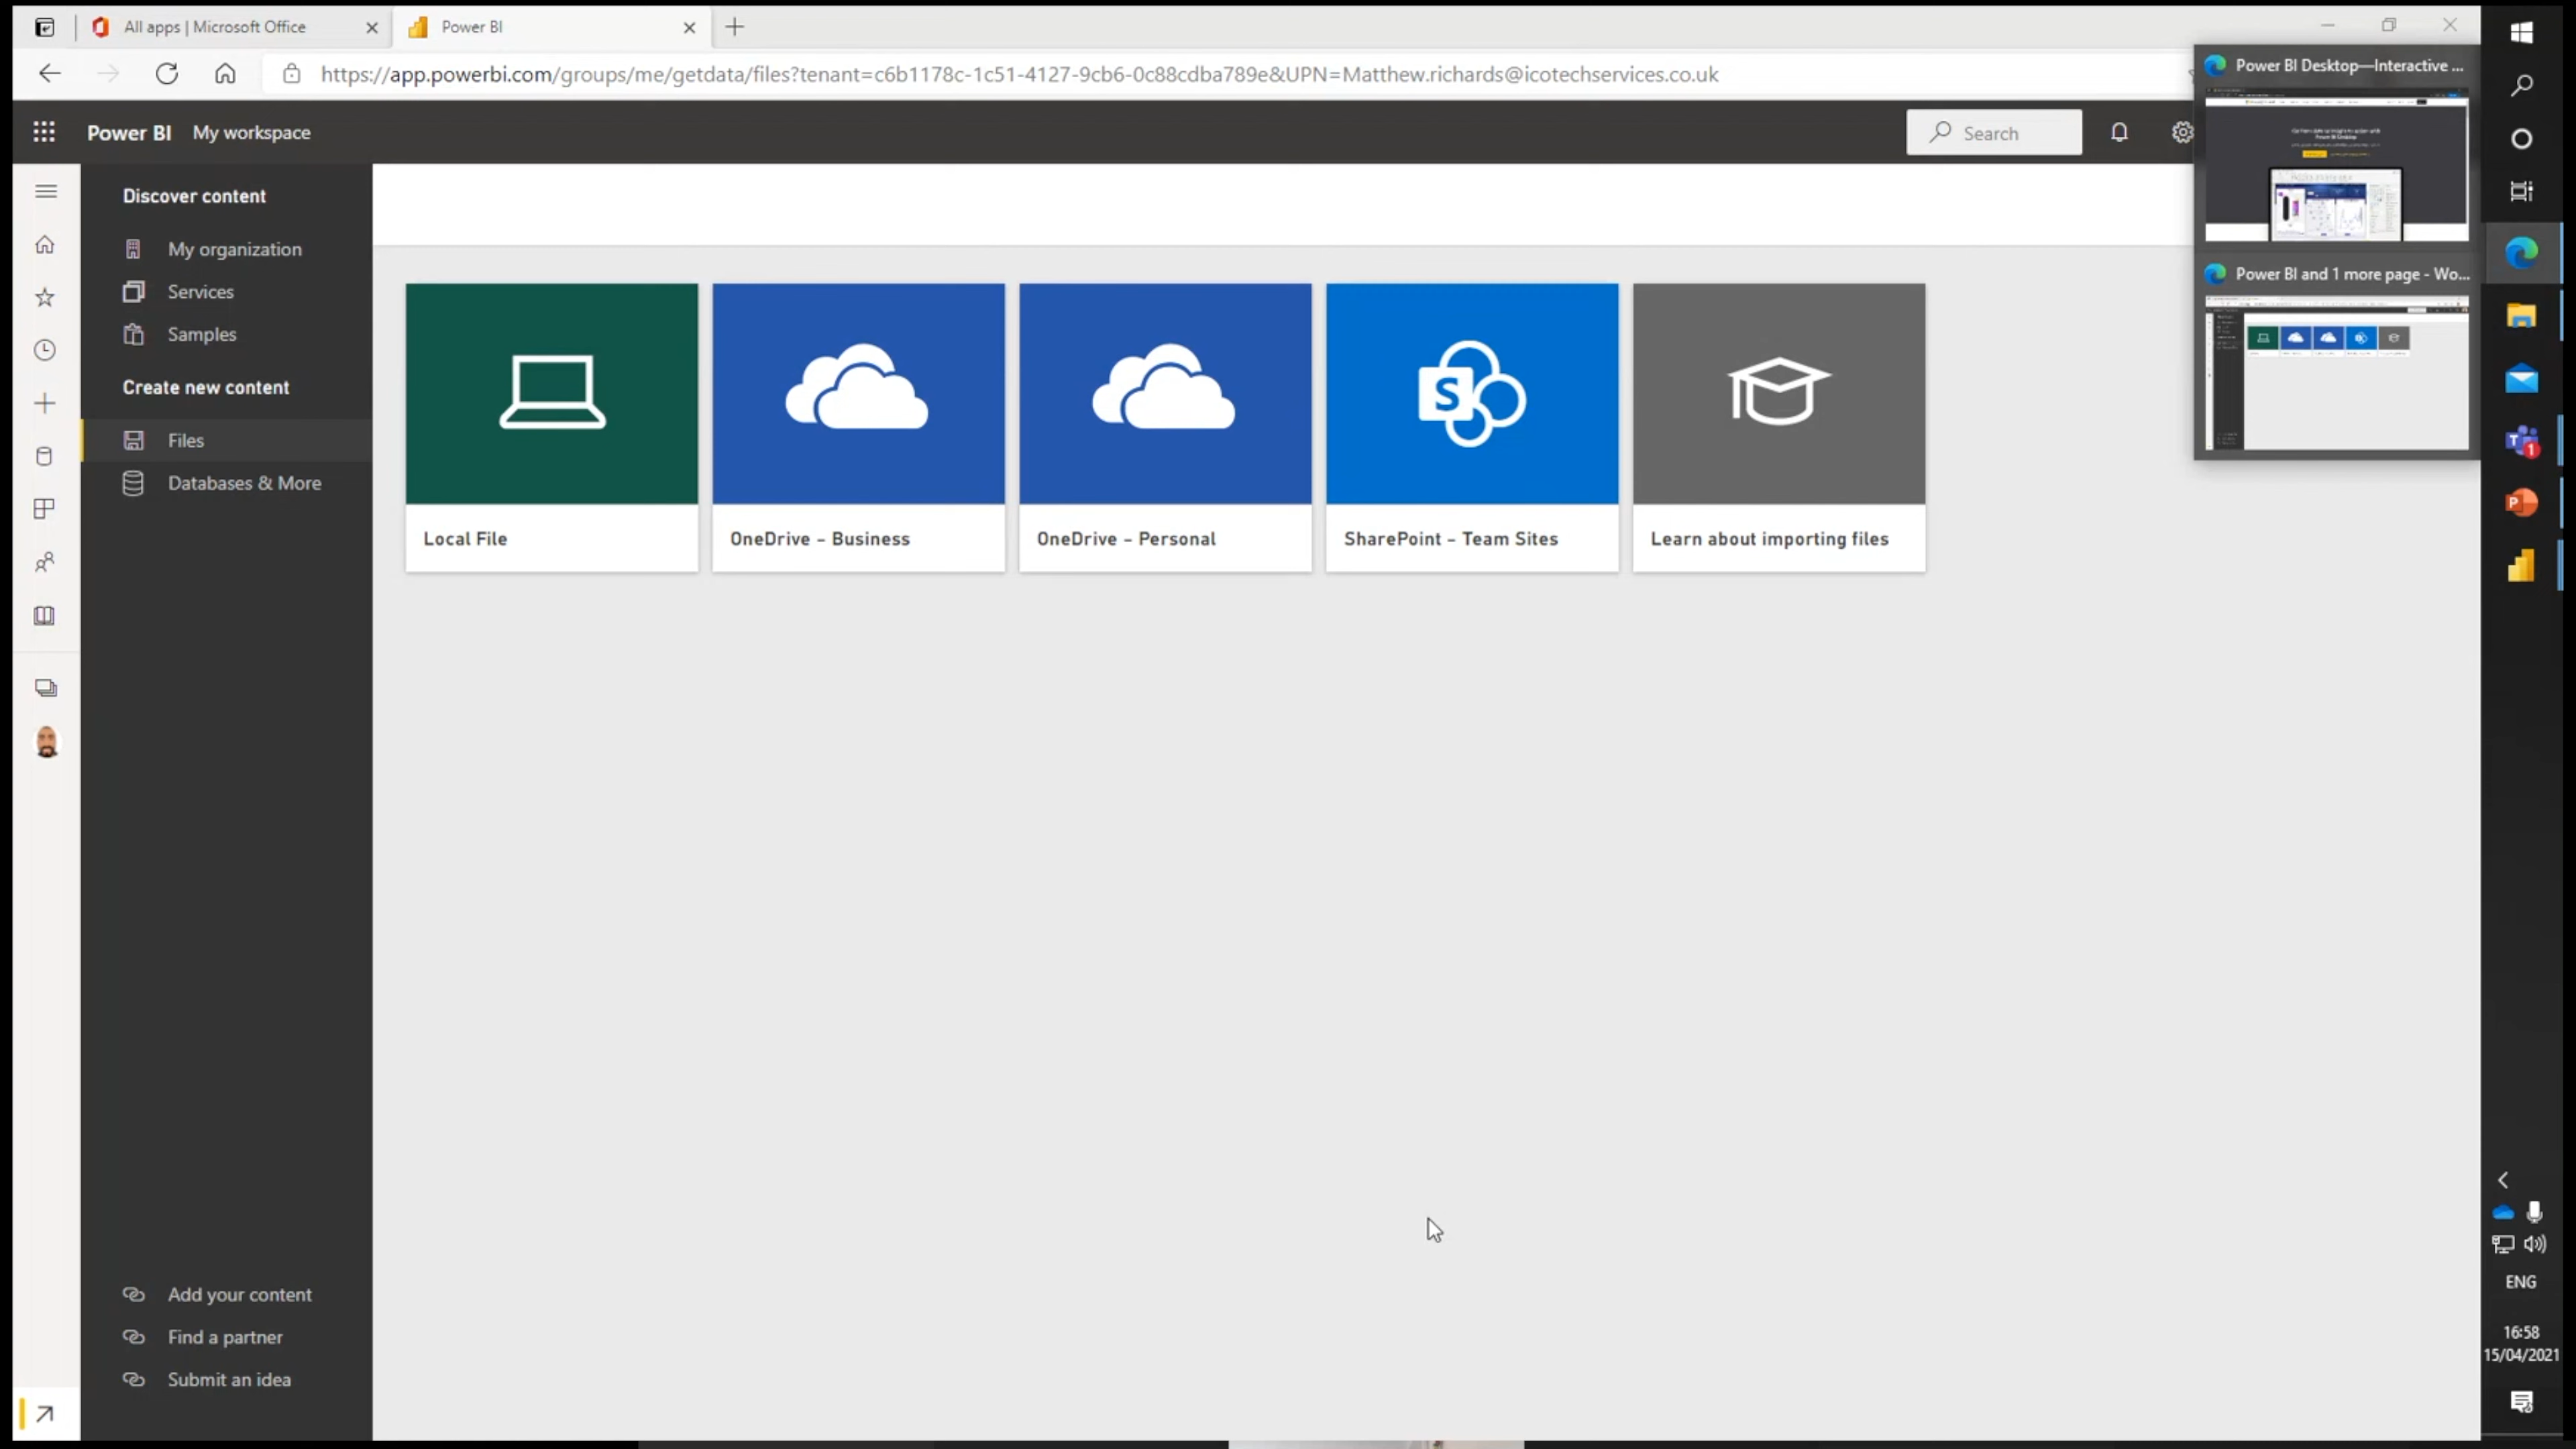 All apps | Microsoft Office
Power BI
https://app.powerbi.com/groups/me/getdata/files?tenant=c6b1178c-1c51-4127-9cb6-0c88cdba789e&UPN=Matthew.richards@icotechservices.co.uk
Power BI My workspace
Search
Power BI Desktop—Interactive ...
Power BI and 1 more page - Wo...
Discover content
My organization
Services
Samples
Create new content
Files
Databases & More
S
Local File
OneDrive – Business
OneDrive – Personal
SharePoint – Team Sites
Learn about importing files
Add your content
Find a partner
Submit an idea
T
1
P
ENG
16:58
15/04/2021